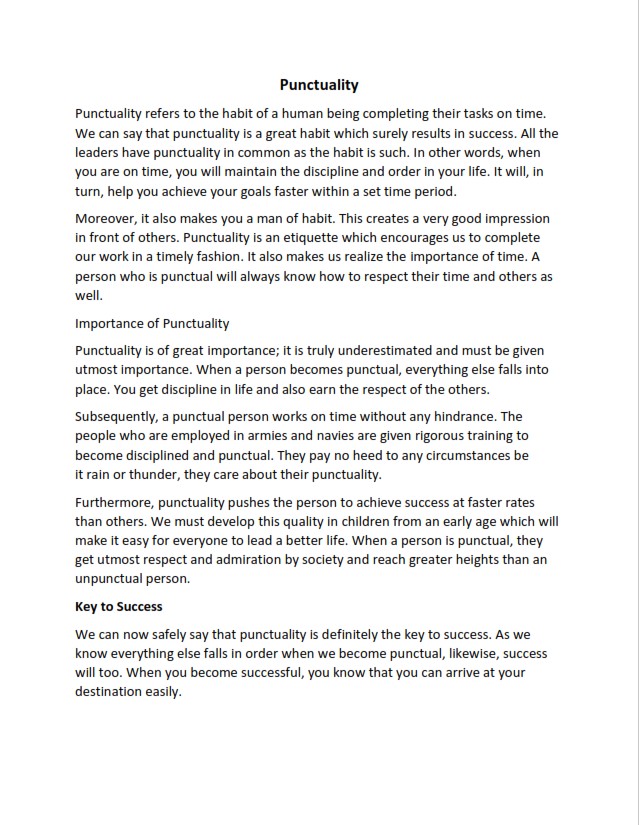 Punctuality
Punctuality refers to the habit of a human being completing their tasks on time.
We can say that punctuality is a great habit which surely results in success. All the
leaders have punctuality in common as the habit is such. In other words, when
you are on time, you will maintain the discipline and order in your life. It will, in
turn, help you achieve your goals faster within a set time period.
Moreover, it also makes you a man of habit. This creates a very good impression
in front of others. Punctuality is an etiquette which encourages us to complete
our work in a timely fashion. It also makes us realize the importance of time. A
person who is punctual will always know how to respect their time and others as
well.
Importance of Punctuality
Punctuality is of great importance; it is truly underestimated and must be given
utmost importance. When a person becomes punctual, everything else falls into
place. You get discipline in life and also earn the respect of the others.
Subsequently, a punctual person works on time without any hindrance. The
people who are employed in armies and navies are given rigorous training to
become disciplined and punctual. They pay no heed to any circumstances be
it rain or thunder, they care about their punctuality.
Furthermore, punctuality pushes the person to achieve success at faster rates
than others. We must develop this quality in children from an early age which will
make it easy for everyone to lead a better life. When a person is punctual, they
get utmost respect and admiration by society and reach greater heights than an
unpunctual person.
Key to Success
We can now safely say that punctuality is definitely the key to success. As we
know everything else falls in order when we become punctual, likewise, success
will too. When you become successful, you know that you can arrive at your
destination easily.